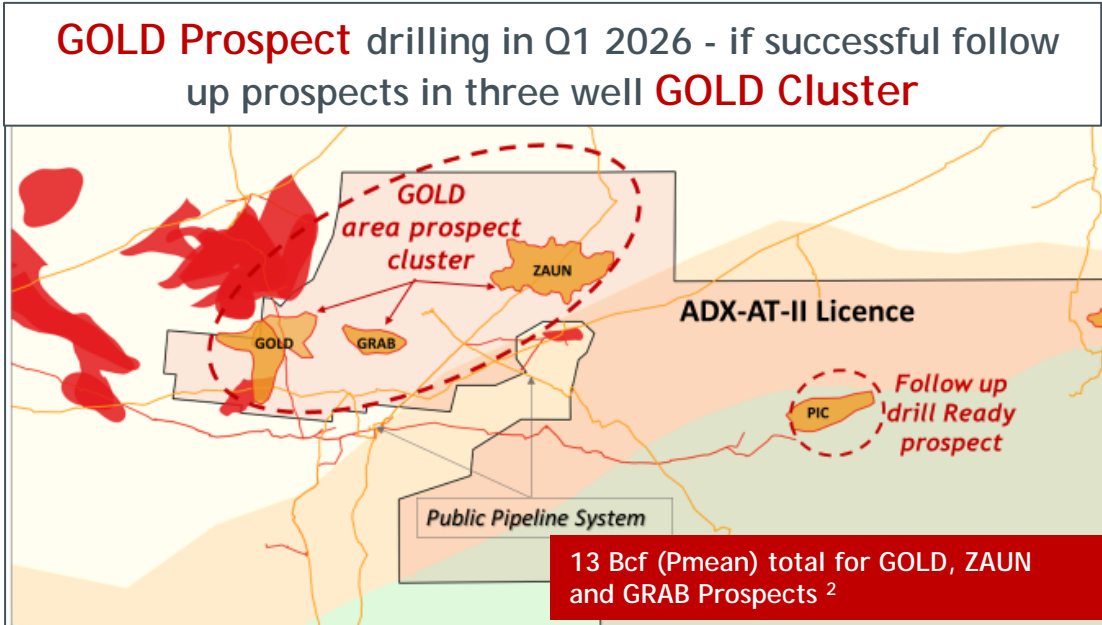 GOLD Prospect drilling in Q1 2026 - if successful follow
up prospects in three well GOLD Cluster
GOLD
area prospect
cluster
ZAUN
ADX-AT-II Licence
GOLD
GRAB
Follow up
drill Ready
prospect
PIC
Public Pipeline System
13 Bcf (Pmean) total for GOLD, ZAUN
and GRAB Prospects 2